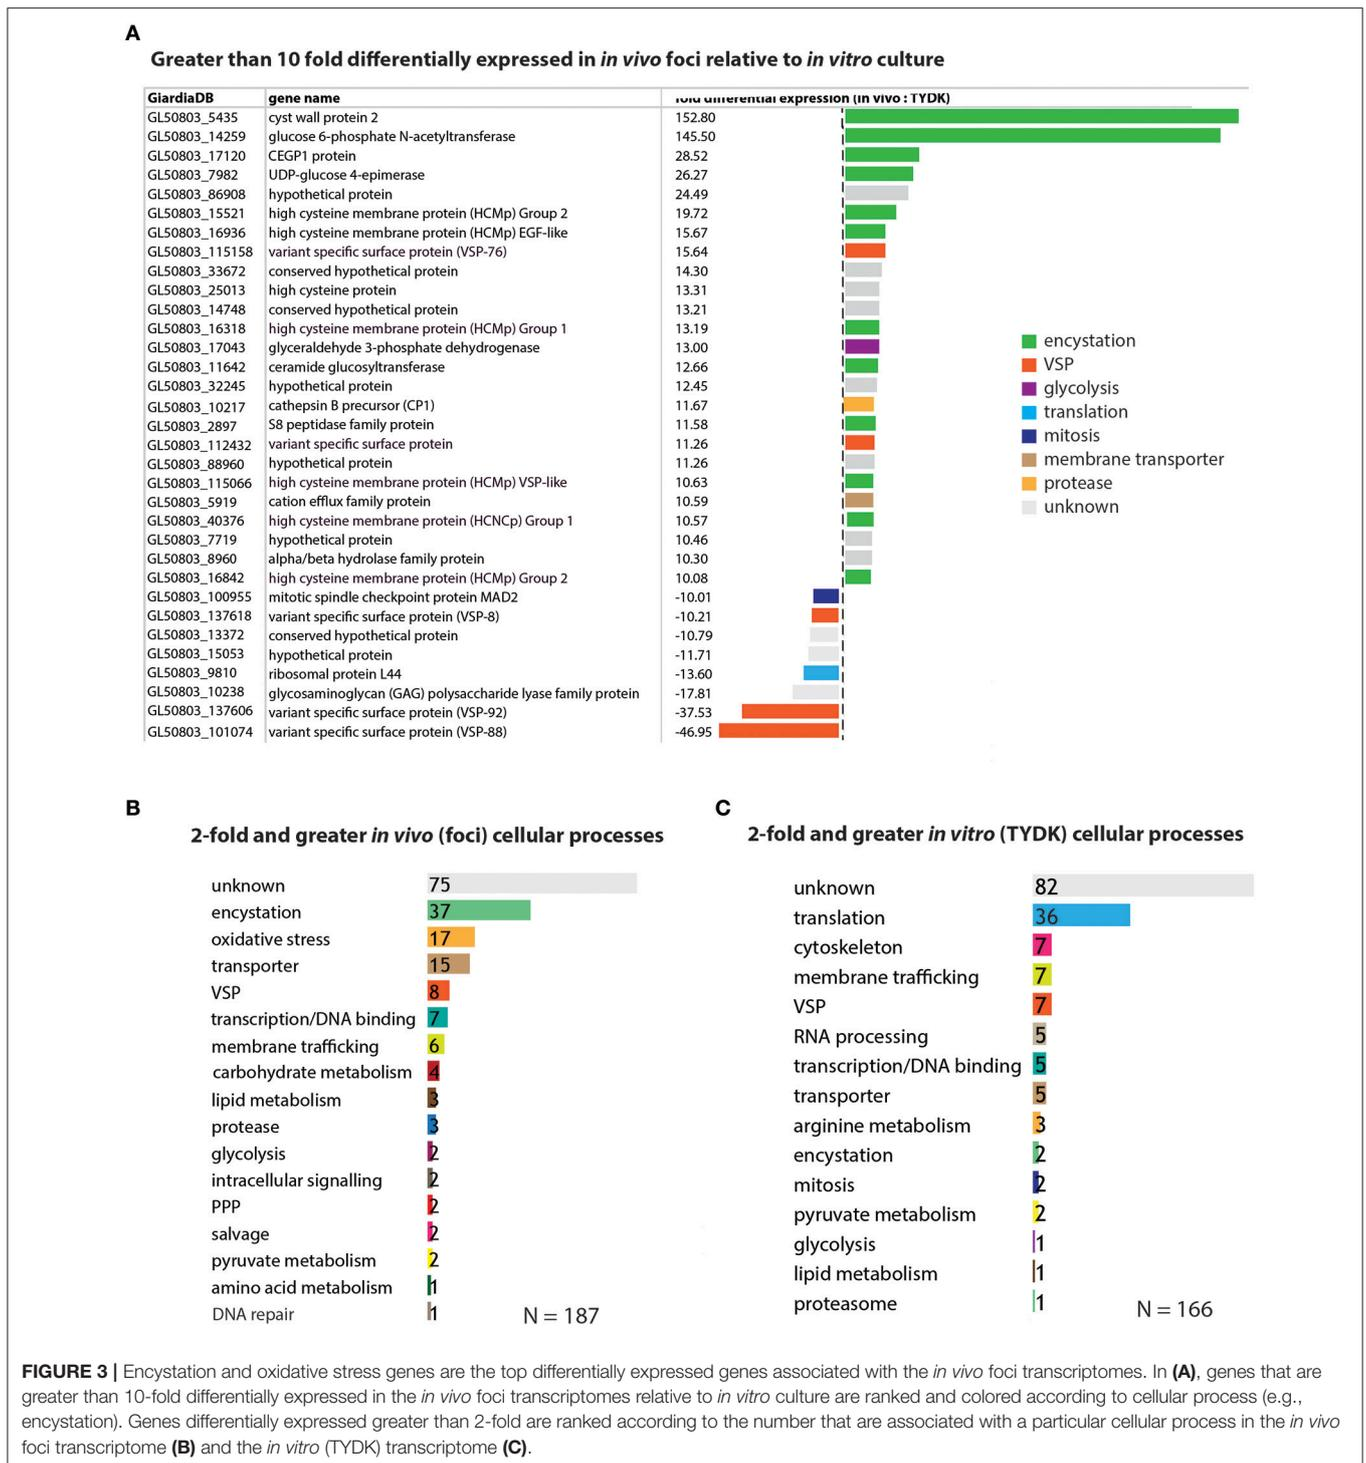 A
Greater than 10 fold differentially expressed in in vivo foci relative to in vitro culture
GiardiaDB gene name fold differential expression (in vivo : TYDK)
GL50803_5435 cyst wall protein 2 152.80
GL50803_14259 glucose 6-phosphate N-acetyltransferase 145.50
GL50803_17120 CEGP1 protein 28.52
GL50803_7982 UDP-glucose 4-epimerase 26.27
GL50803_86908 hypothetical protein 24.49
GL50803_15521 high cysteine membrane protein (HCMp) Group 2 19.72
GL50803_16936 high cysteine membrane protein (HCMp) EGF-like 15.67
GL50803_115158 variant specific surface protein (VSP-76) 15.64
GL50803_33672 conserved hypothetical protein 14.30
GL50803_25013 high cysteine protein 13.31
GL50803_14748 conserved hypothetical protein 13.21
GL50803_16318 high cysteine membrane protein (HCMp) Group 1 13.19
GL50803_17043 glyceraldehyde 3-phosphate dehydrogenase 13.00
GL50803_11642 ceramide glucosyltransferase 12.66
GL50803_32245 hypothetical protein 12.45
GL50803_10217 cathepsin B precursor (CP1) 11.67
GL50803_2897 S8 peptidase family protein 11.58
GL50803_112432 variant specific surface protein 11.26
GL50803_88960 hypothetical protein 11.26
GL50803_115066 high cysteine membrane protein (HCMp) VSP-like 10.63
GL50803_5919 cation efflux family protein 10.59
GL50803_40376 high cysteine membrane protein (HCNCp) Group 1 10.57
GL50803_7719 hypothetical protein 10.46
GL50803_8960 alpha/beta hydrolase family protein 10.30
GL50803_16842 high cysteine membrane protein (HCMp) Group 2 10.08
GL50803_100955 mitotic spindle checkpoint protein MAD2 -10.01
GL50803_137618 variant specific surface protein (VSP-8) -10.21
GL50803_13372 conserved hypothetical protein -10.79
GL50803_15053 hypothetical protein -11.71
GL50803_9810 ribosomal protein L44 -13.60
GL50803_10238 glycosaminoglycan (GAG) polysaccharide lyase family protein -17.81
GL50803_137606 variant specific surface protein (VSP-92) -37.53
GL50803_101074 variant specific surface protein (VSP-88) -46.95
encystation
VSP
glycolysis
translation
mitosis
membrane transporter
protease
unknown
B
2-fold and greater in vivo (foci) cellular processes
unknown 75
encystation 37
oxidative stress 17
transporter 15
VSP 8
transcription/DNA binding 7
membrane trafficking 6
carbohydrate metabolism 4
lipid metabolism 3
protease 3
glycolysis 2
intracellular signalling 2
PPP 2
salvage 2
pyruvate metabolism 2
amino acid metabolism 1
DNA repair 1
N = 187
C
2-fold and greater in vitro (TYDK) cellular processes
unknown 82
translation 36
cytoskeleton 7
membrane trafficking 7
VSP 7
RNA processing 5
transcription/DNA binding 5
transporter 5
arginine metabolism 3
encystation 2
mitosis 2
pyruvate metabolism 2
glycolysis 1
lipid metabolism 1
proteasome 1
N = 166
FIGURE 3 | Encystation and oxidative stress genes are the top differentially expressed genes associated with the in vivo foci transcriptomes. In (A), genes that are
greater than 10-fold differentially expressed in the in vivo foci transcriptomes relative to in vitro culture are ranked and colored according to cellular process (e.g.,
encystation). Genes differentially expressed greater than 2-fold are ranked according to the number that are associated with a particular cellular process in the in vivo
foci transcriptome (B) and the in vitro (TYDK) transcriptome (C).